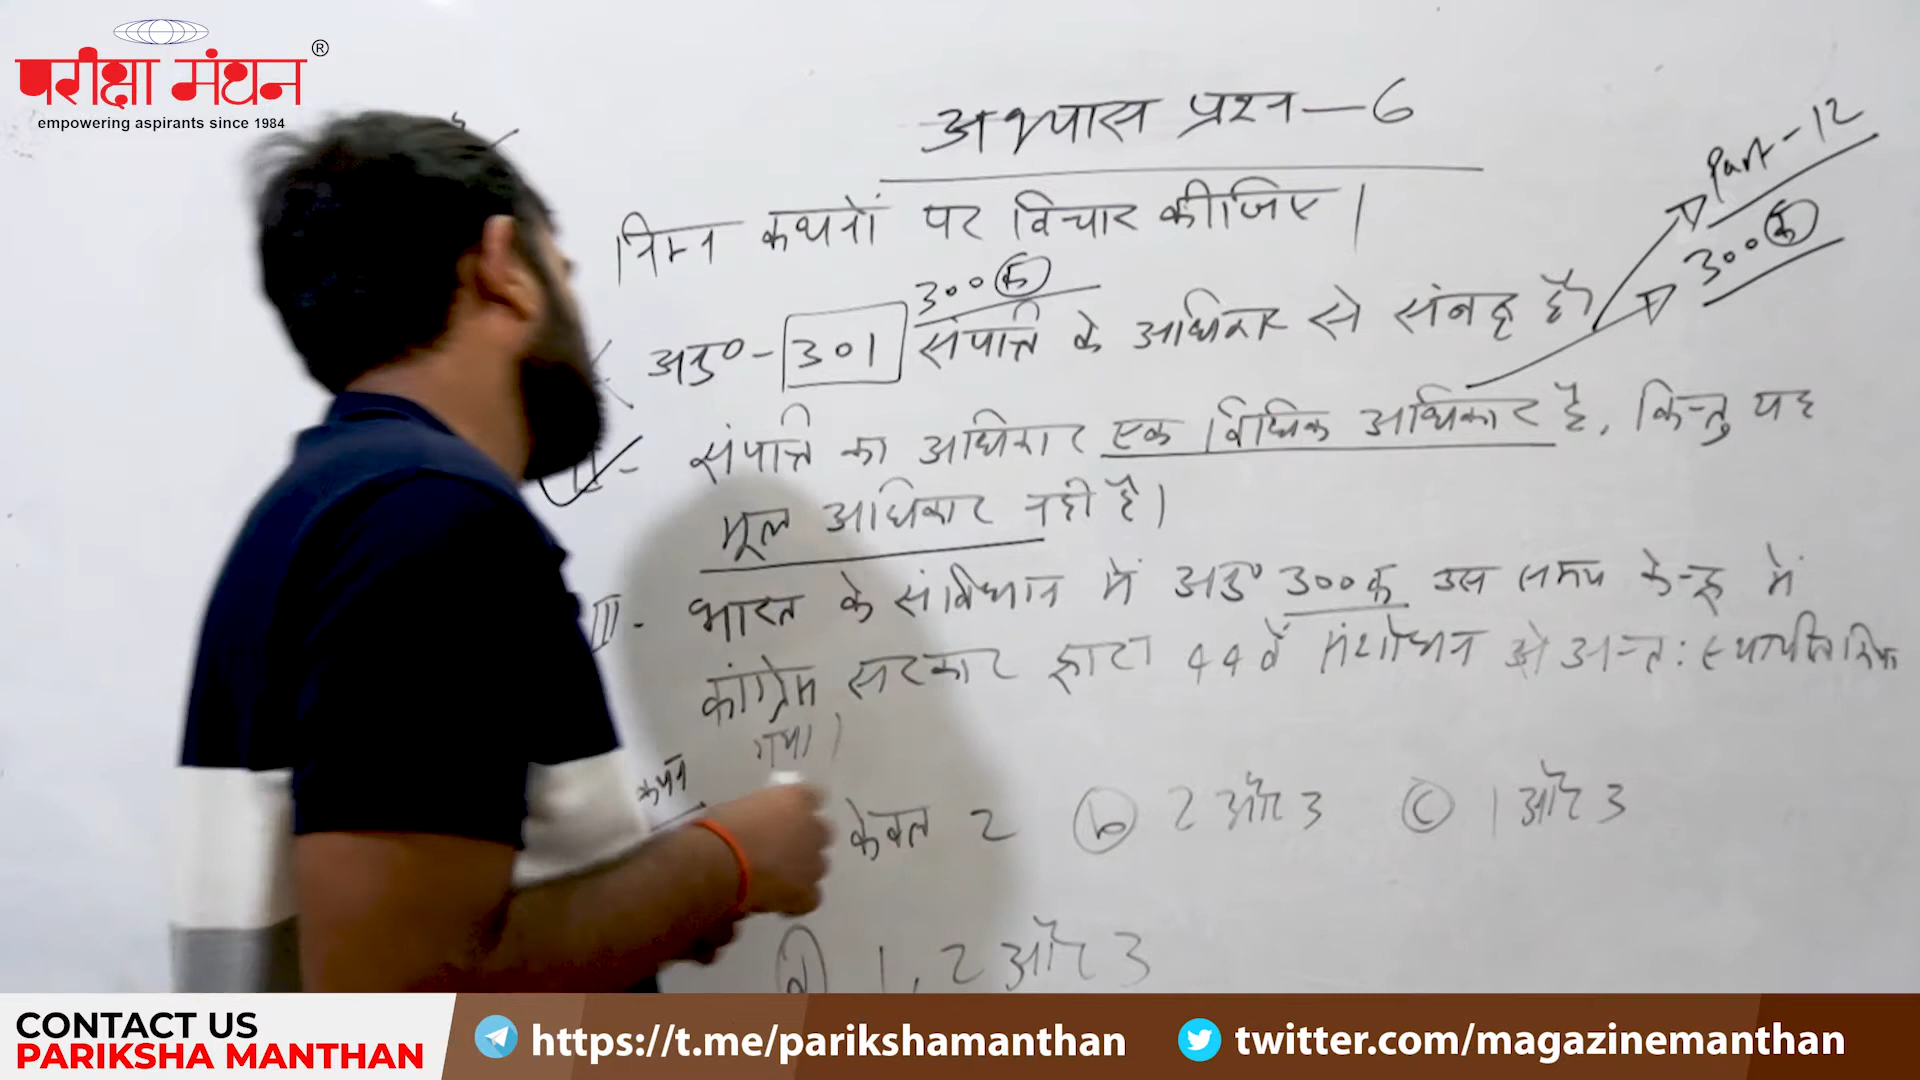 परीक्षा मंथन ®
empowering aspirants since 1984
अभ्यास प्रश्न—6
Part-12
300(क)
निम्न कथनों पर विचार कीजिए।
300(क)
अनु०- 301 संपत्ति के अधिकार से संबद्ध है।
II- संपत्ति का अधिकार एक विधिक अधिकार है, किन्तु यह
मूल अधिकार नही है।
III- भारत के संविधान में अनु० 300क उस समय केन्द्र में
कांग्रेस सरकार द्वारा 44वें संशोधन से अन्तःस्थापित किया
गया।
कथन
केवल 2 (b) 2 और 3 (c) 1 और 3
(d) 1, 2 और 3
CONTACT US
PARIKSHA MANTHAN
https://t.me/parikshamanthan
twitter.com/magazinemanthan